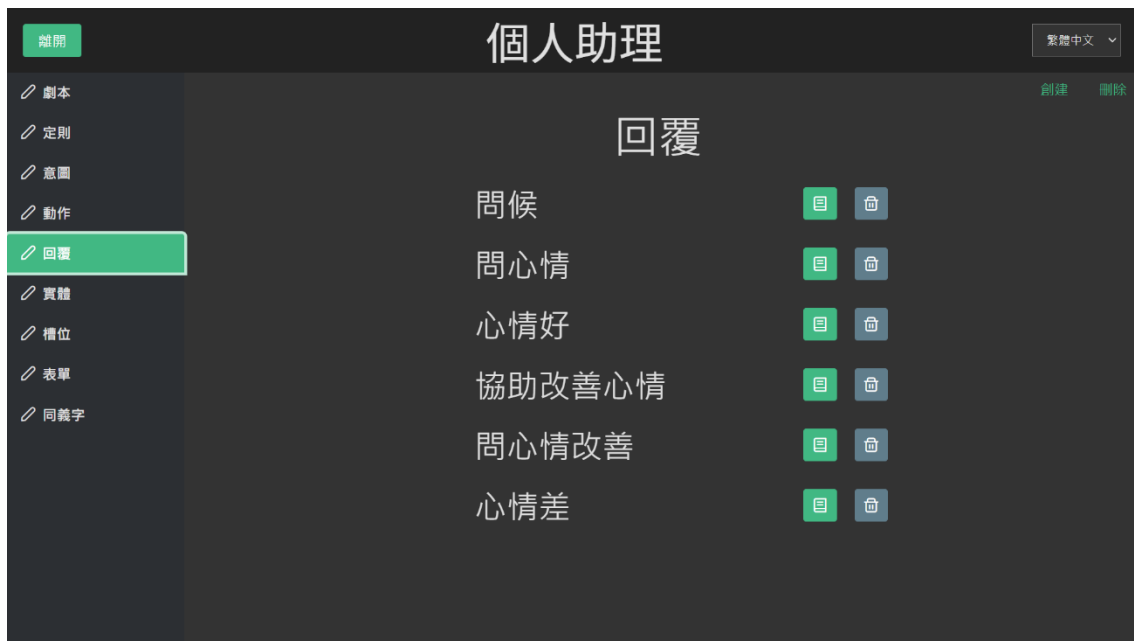 離開
個人助理
繁體中文
劇本
定則
意圖
動作
回覆
實體
槽位
表單
同義字
創建 刪除
回覆
問候
問心情
心情好
協助改善心情
問心情改善
心情差